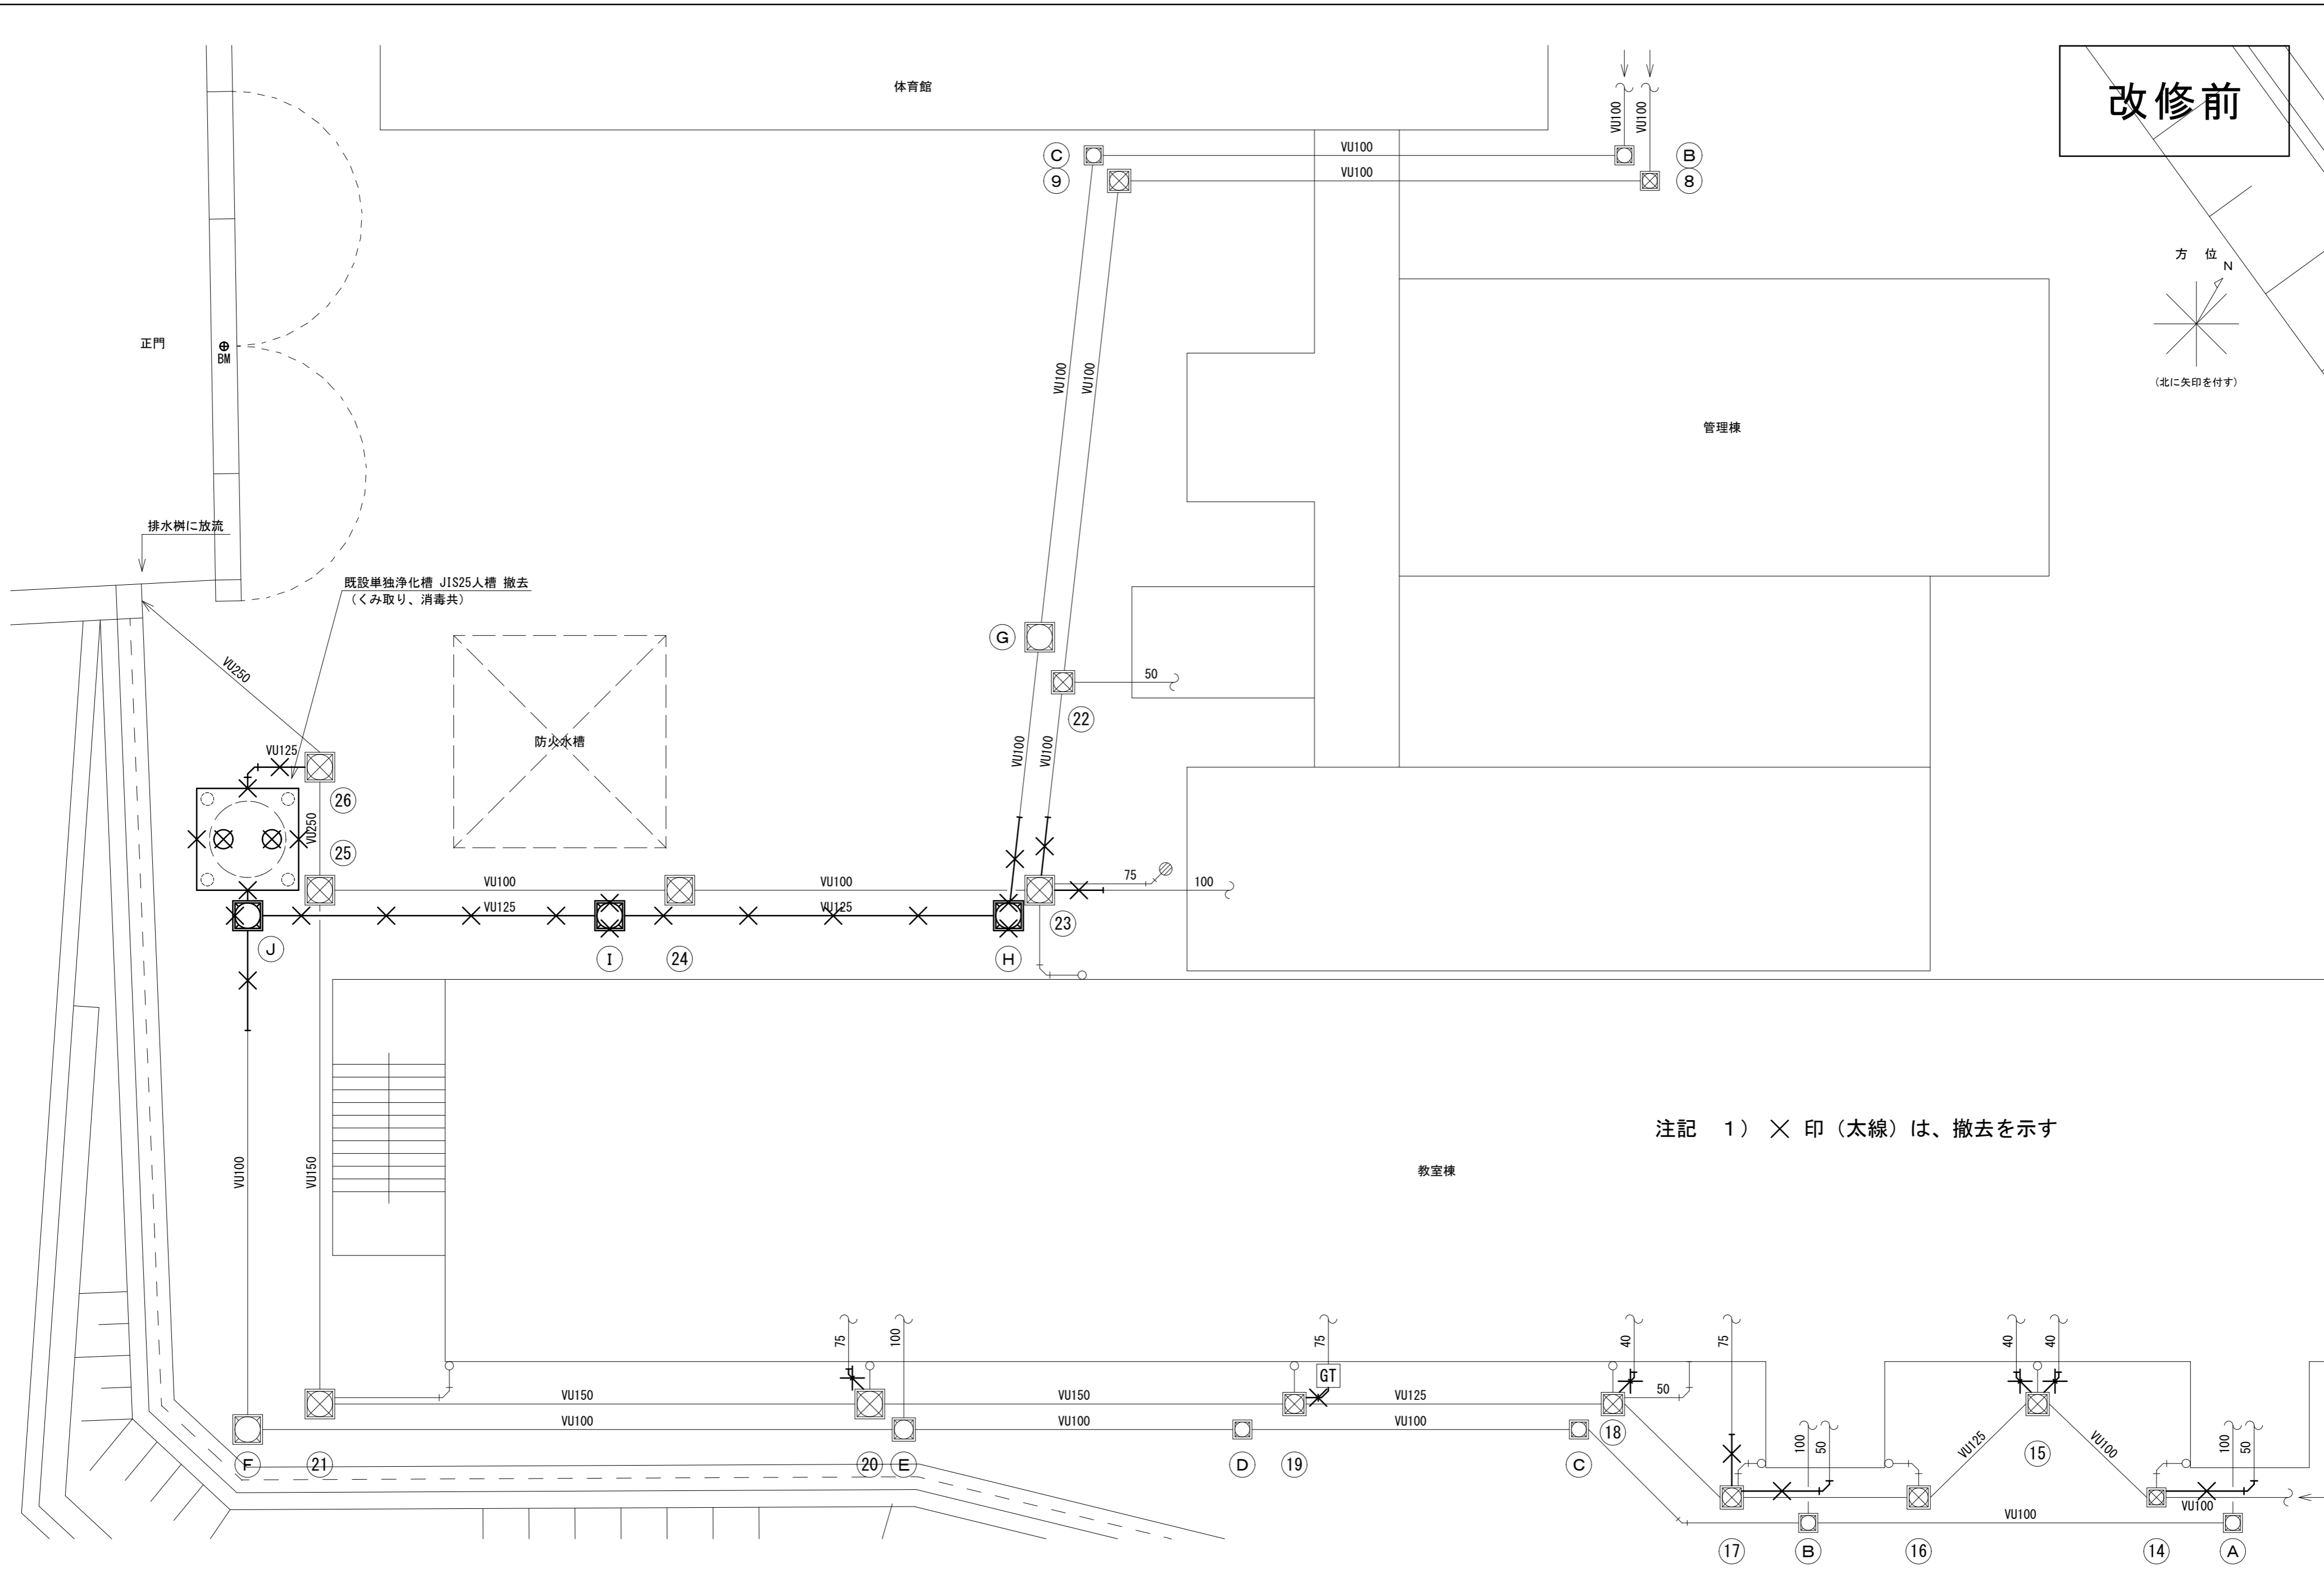 体育館
改修前
VU100
VU100
C
VU100
B
9
VU100
8
方 位
N
(北に矢印を付す)
正門
BM
VU100
VU100
管理棟
排水桝に放流
既設単独浄化槽 JIS25人槽 撤去
(くみ取り、消毒共)
G
50
VU250
22
防火水槽
VU125
VU100
VU100
26
VU250
25
VU100
VU100
75
100
VU125
VU125
23
J
I
24
H
注記 1) × 印(太線)は、撤去を示す
VU100
VU150
教室棟
75
100
75
40
75
40
40
GT
VU150
VU150
VU125
50
VU100
VU100
VU100
18
100
50
VU125
15
VU100
100
50
F
21
20
E
D
19
C
VU100
VU100
17
B
16
14
A